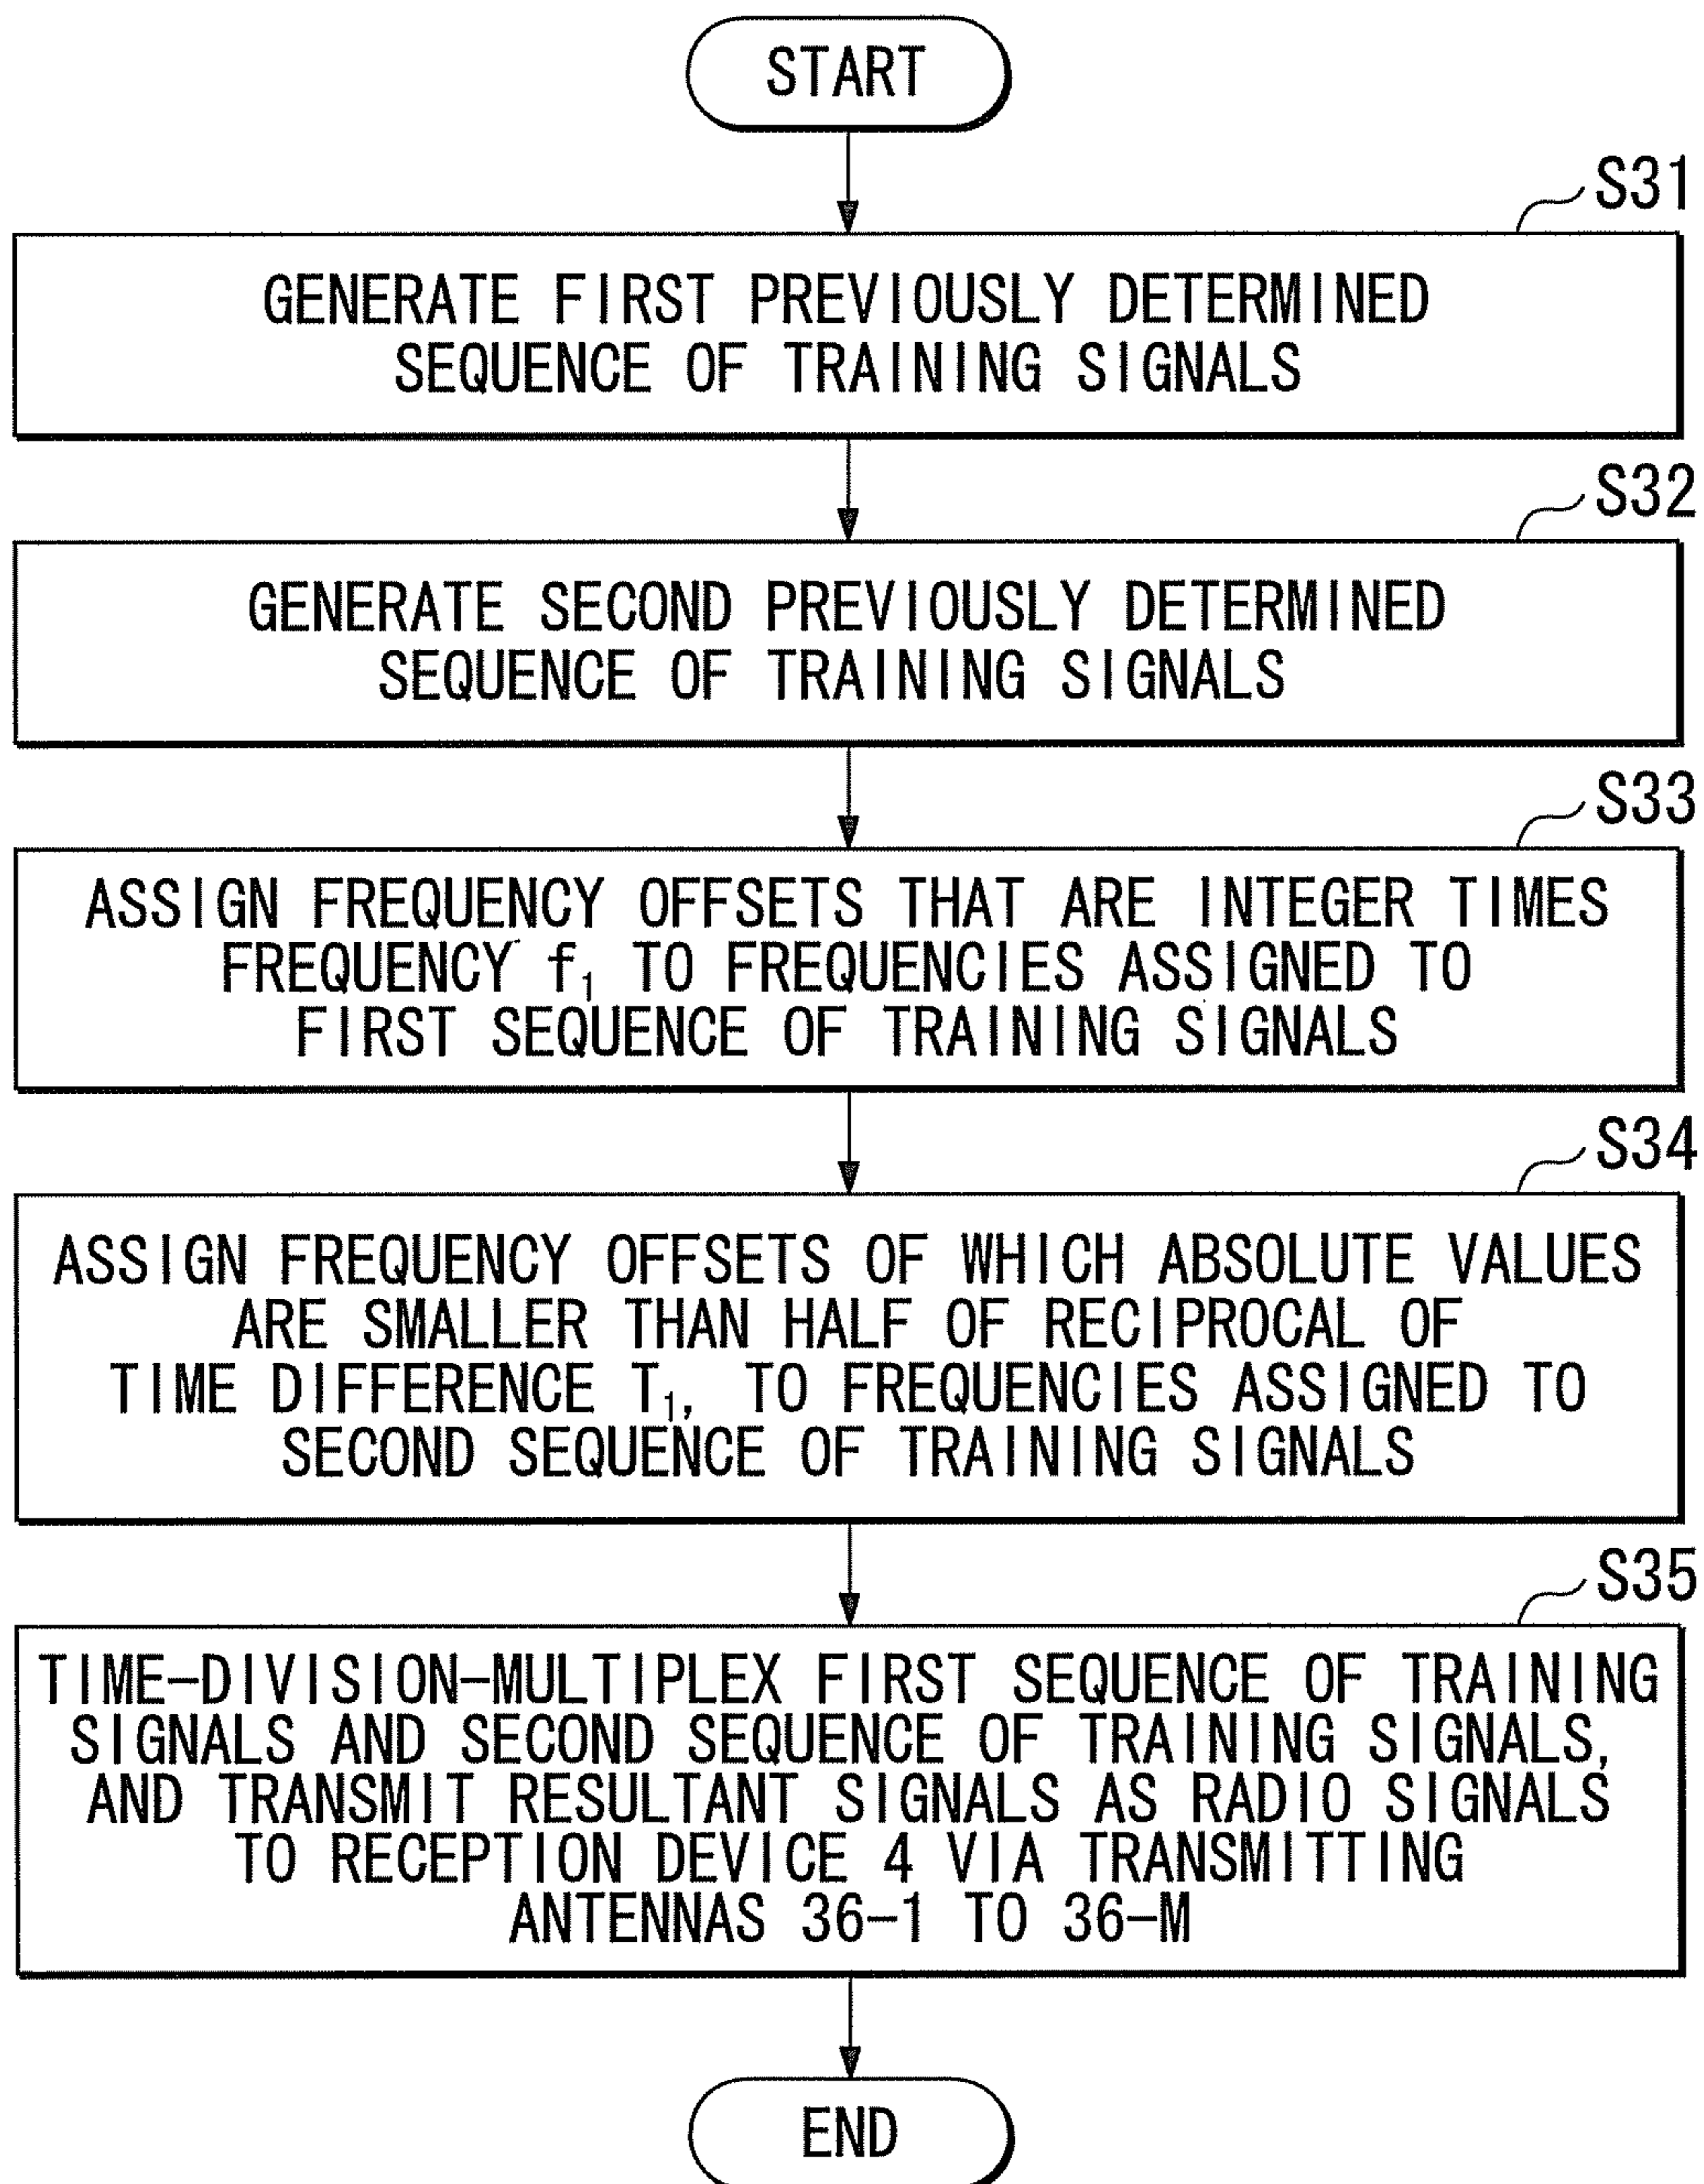 START
S31
GENERATE FIRST PREVIOUSLY DETERMINED
SEQUENCE OF TRAINING SIGNALS
S32
GENERATE SECOND PREVIOUSLY DETERMINED
SEQUENCE OF TRAINING SIGNALS
S33
ASSIGN FREQUENCY OFFSETS THAT ARE INTEGER TIMES
FREQUENCY f₁ TO FREQUENCIES ASSIGNED TO
FIRST SEQUENCE OF TRAINING SIGNALS
S34
ASSIGN FREQUENCY OFFSETS OF WHICH ABSOLUTE VALUES
ARE SMALLER THAN HALF OF RECIPROCAL OF
TIME DIFFERENCE T₁, TO FREQUENCIES ASSIGNED TO
SECOND SEQUENCE OF TRAINING SIGNALS
S35
TIME-DIVISION-MULTIPLEX FIRST SEQUENCE OF TRAINING
SIGNALS AND SECOND SEQUENCE OF TRAINING SIGNALS,
AND TRANSMIT RESULTANT SIGNALS AS RADIO SIGNALS
TO RECEPTION DEVICE 4 VIA TRANSMITTING
ANTENNAS 36-1 TO 36-M
END